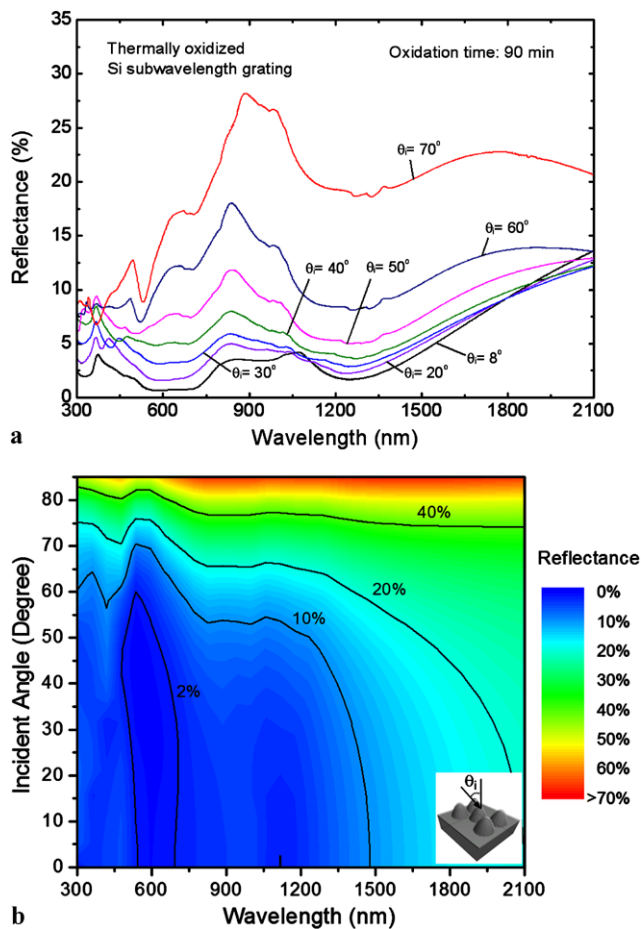 35
30
25
20
15
10
5
0
Reflectance (%)
Thermally oxidized
Si subwavelength grating
Oxidation time: 90 min
θi= 70°
θi= 60°
θi= 40°
θi= 50°
θi= 30°
θi= 20°
θi= 8°
300 600 900 1200 1500 1800 2100
Wavelength (nm)
a
80
70
60
50
40
30
20
10
0
Incident Angle (Degree)
40%
20%
10%
2%
θi
300 600 900 1200 1500 1800 2100
Wavelength (nm)
Reflectance
0%
10%
20%
30%
40%
50%
60%
>70%
b